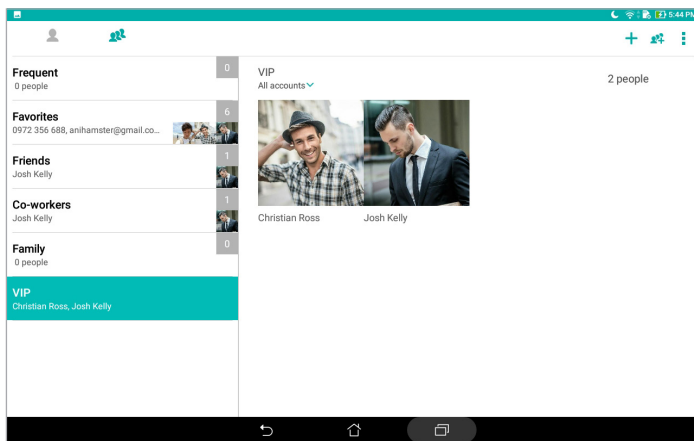 5:44 PM
Frequent
0
0 people
Favorites
6
0972 356 688, anihamster@gmail.co...
Friends
1
Josh Kelly
Co-workers
1
Josh Kelly
Family
0
0 people
VIP
Christian Ross, Josh Kelly
VIP
All accounts
2 people
Christian Ross
Josh Kelly